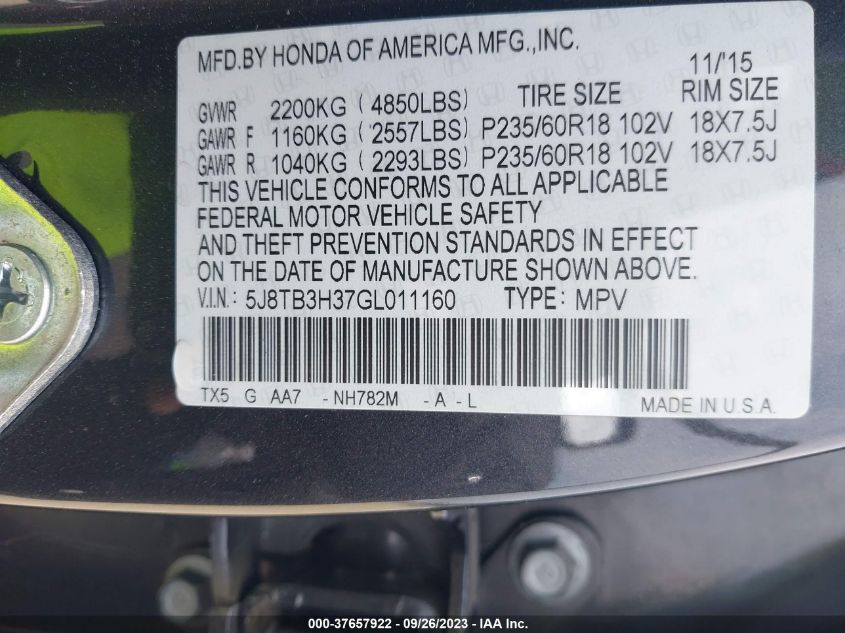 MFD.BY HONDA OF AMERICA MFG.,INC.
11/'15
GVWR 2200KG (4850LBS) TIRE SIZE RIM SIZE
GAWR F 1160KG (2557LBS) P235/60R18 102V 18X7.5J
GAWR R 1040KG (2293LBS) P235/60R18 102V 18X7.5J
THIS VEHICLE CONFORMS TO ALL APPLICABLE
FEDERAL MOTOR VEHICLE SAFETY
AND THEFT PREVENTION STANDARDS IN EFFECT
ON THE DATE OF MANUFACTURE SHOWN ABOVE.
V.I.N: 5J8TB3H37GL011160 TYPE: MPV
TX5 G AA7 -NH782M -A -L
MADE IN U.S.A.
000-37657922 - 09/26/2023 - IAA Inc.